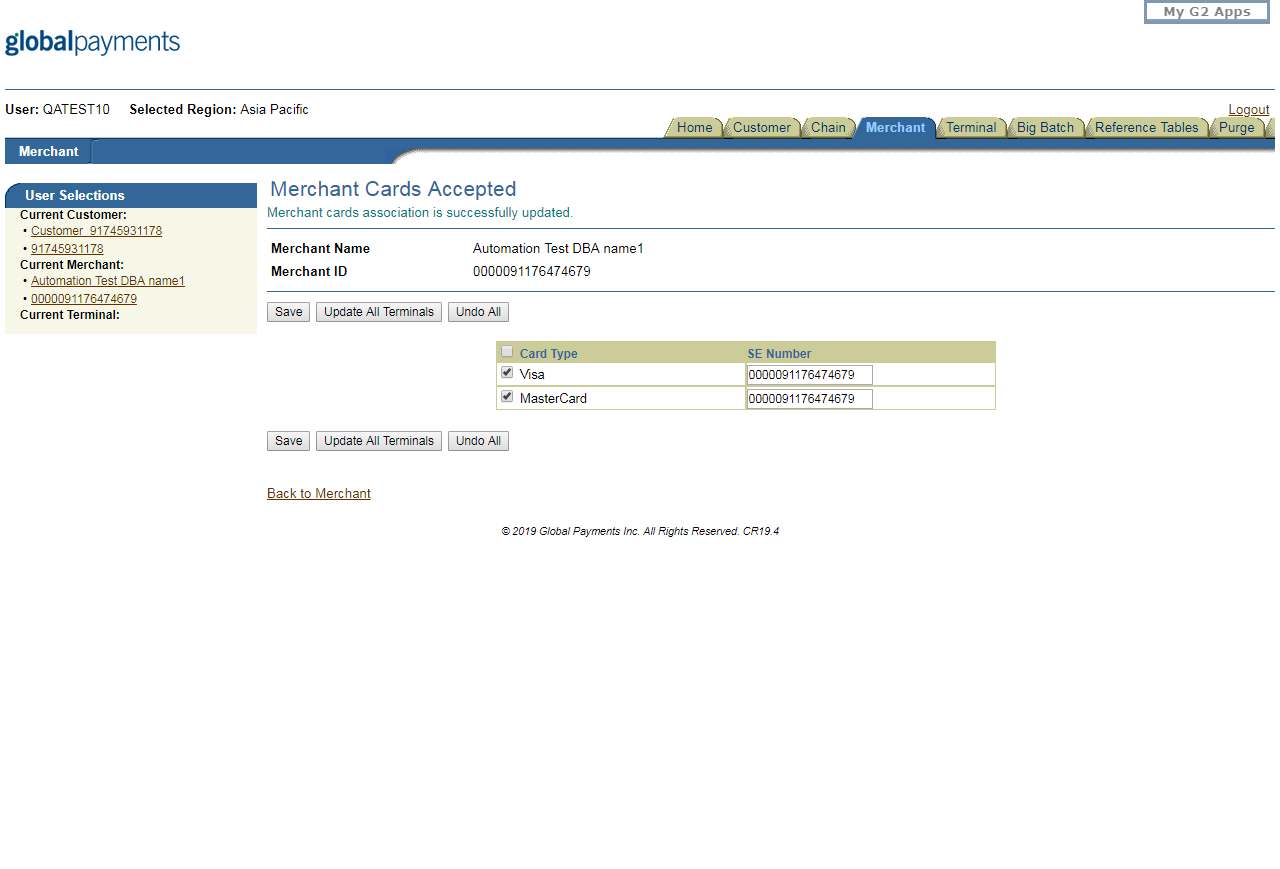 My G2 Apps
globalpayments
User: QATEST10 Selected Region: Asia Pacific
Logout
Home Customer Chain Merchant Terminal Big Batch Reference Tables Purge
Merchant
User Selections
Current Customer:
• Customer_91745931178
• 91745931178
Current Merchant:
• Automation Test DBA name1
• 0000091176474679
Current Terminal:
Merchant Cards Accepted
Merchant cards association is successfully updated.
Merchant Name Automation Test DBA name1
Merchant ID 0000091176474679
Save Update All Terminals Undo All
Card Type SE Number
Visa 0000091176474679
MasterCard 0000091176474679
Save Update All Terminals Undo All
Back to Merchant
© 2019 Global Payments Inc. All Rights Reserved. CR19.4